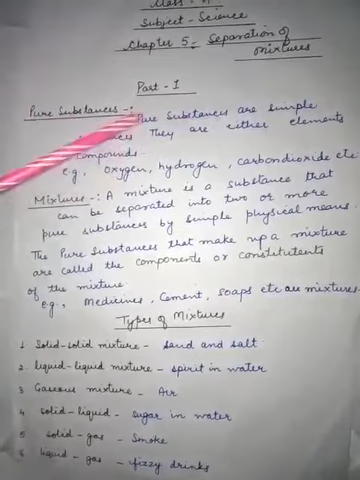 Subject - Science
Chapter 5:- Separation of
mixtures
Part - I
Pure Substances -:
Pure Substances are simple
They are either elements
compounds.
e.g., oxygen, hydrogen, carbondioxide etc
Mixtures -: A mixture is a substance that
can be separated into two or more
pure substances by simple physical means.
The Pure Substances that make up a mixture
are called the components or constitutents
of the mixture.
e.g., Medicines, Cement, Soaps etc are mixtures.
Types of Mixtures
1 Solid-solid mixture - Sand and salt
2. liquid-liquid mixture - spirit in water
3 Gaseous mixture - Air
4 solid-liquid - Sugar in water
5 solid-gas - Smoke
6 liquid - gas - fizzy drinks